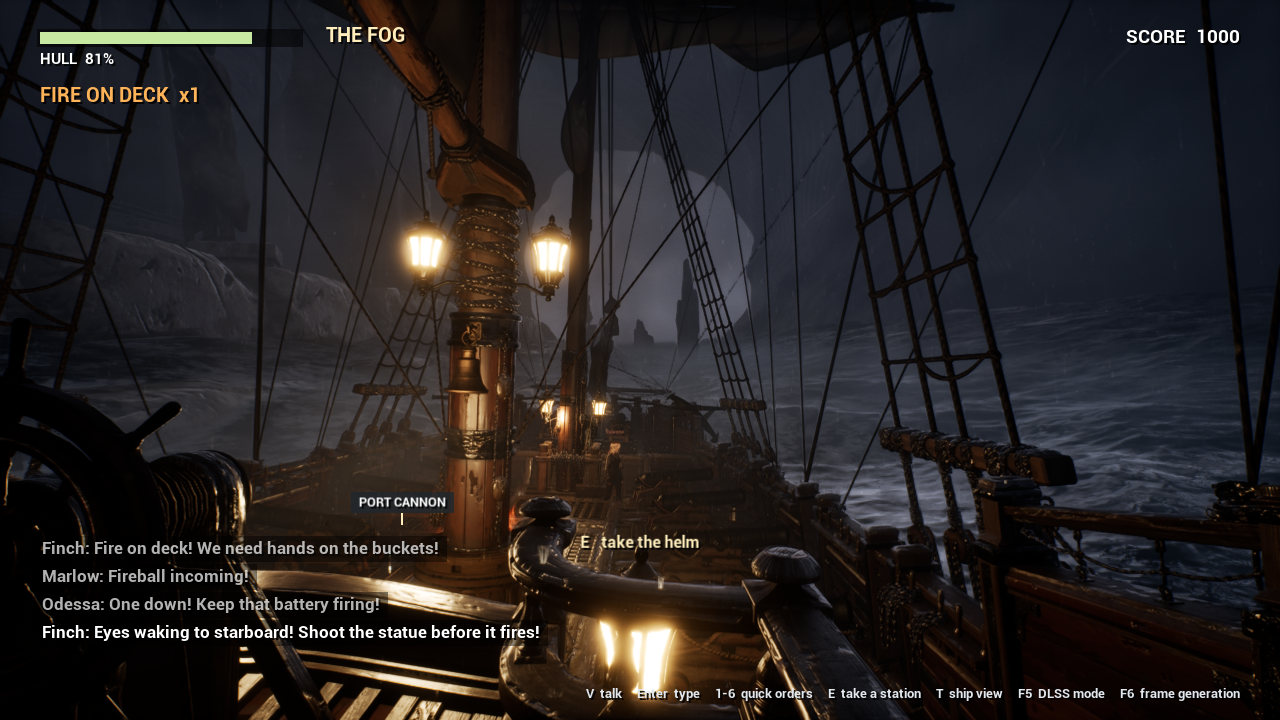 THE FOG
SCORE 1000
HULL 81%
FIRE ON DECK x1
PORT CANNON
E take the helm
Finch: Fire on deck! We need hands on the buckets!
Marlow: Fireball incoming!
Odessa: One down! Keep that battery firing!
Finch: Eyes waking to starboard! Shoot the statue before it fires!
V talk Enter type 1-6 quick orders E take a station T ship view F5 DLSS mode F6 frame generation